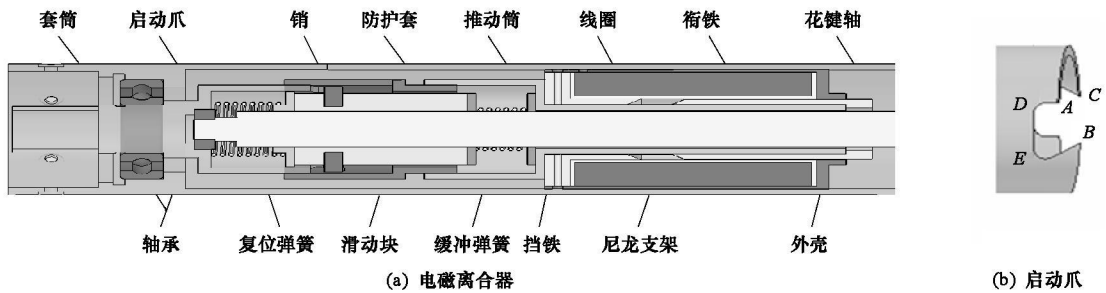 套筒 启动爪 销 防护套 推动筒 线圈 衔铁 花键轴
C
D A
B
E
轴承 复位弹簧 滑动块 缓冲弹簧 挡铁 尼龙支架 外壳
(a) 电磁离合器 (b) 启动爪